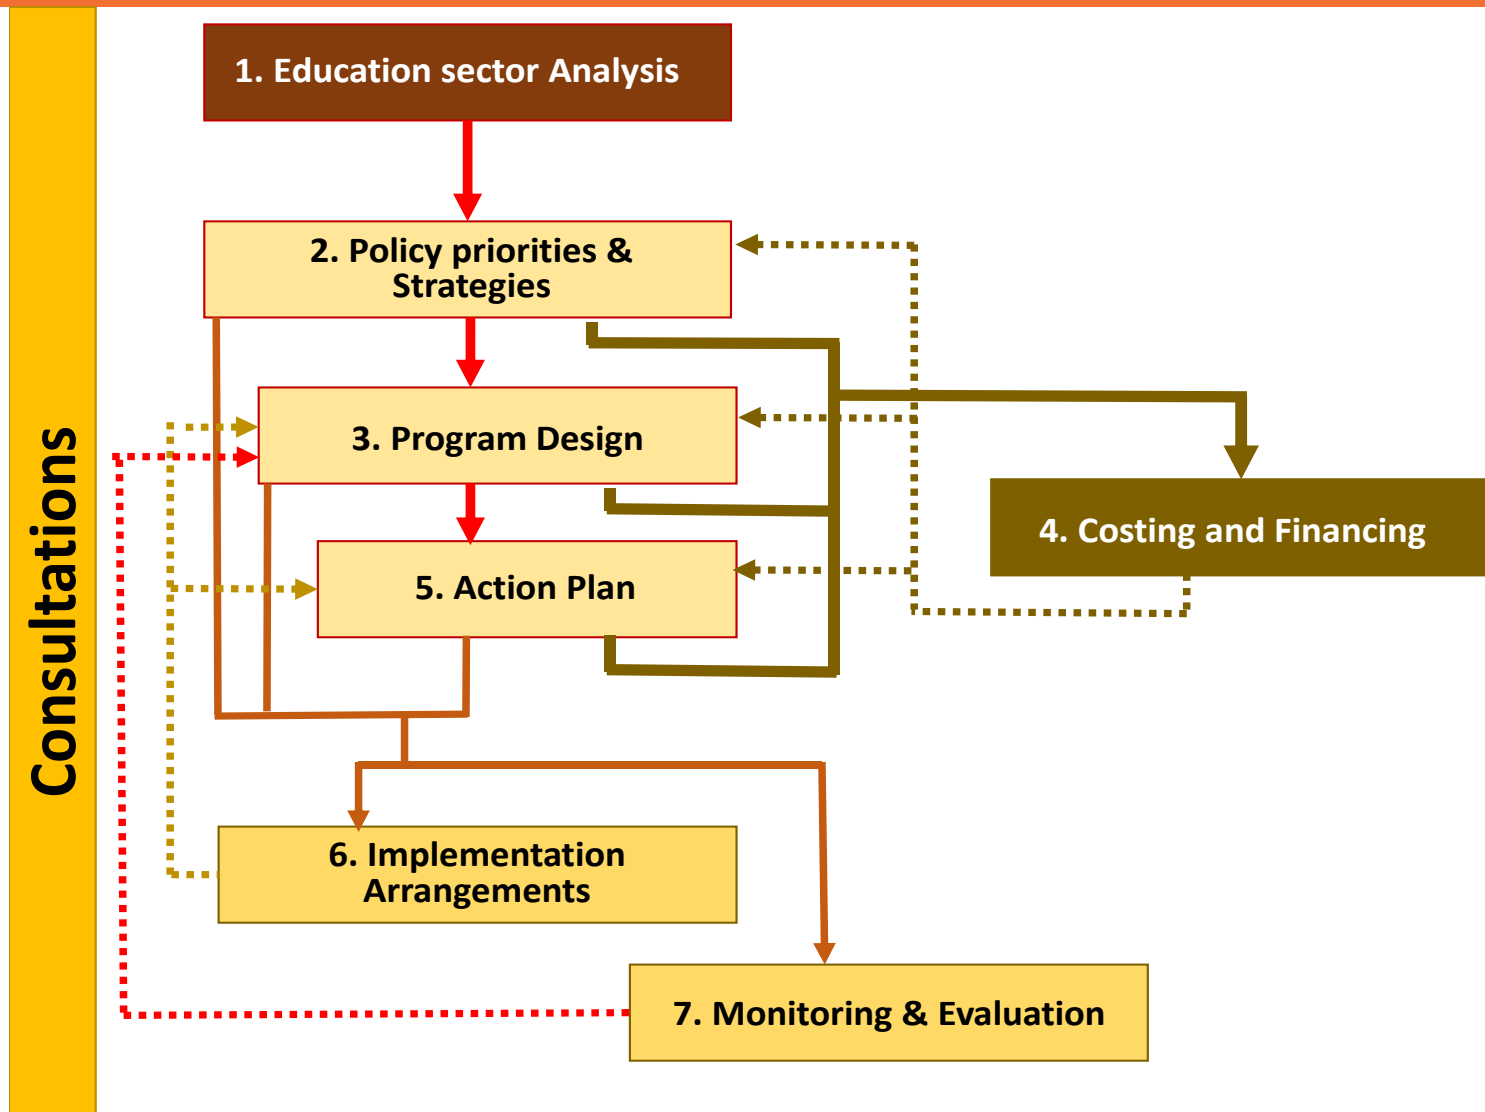 Consultations
1. Education sector Analysis
2. Policy priorities &
Strategies
3. Program Design
4. Costing and Financing
5. Action Plan
6. Implementation
Arrangements
7. Monitoring & Evaluation